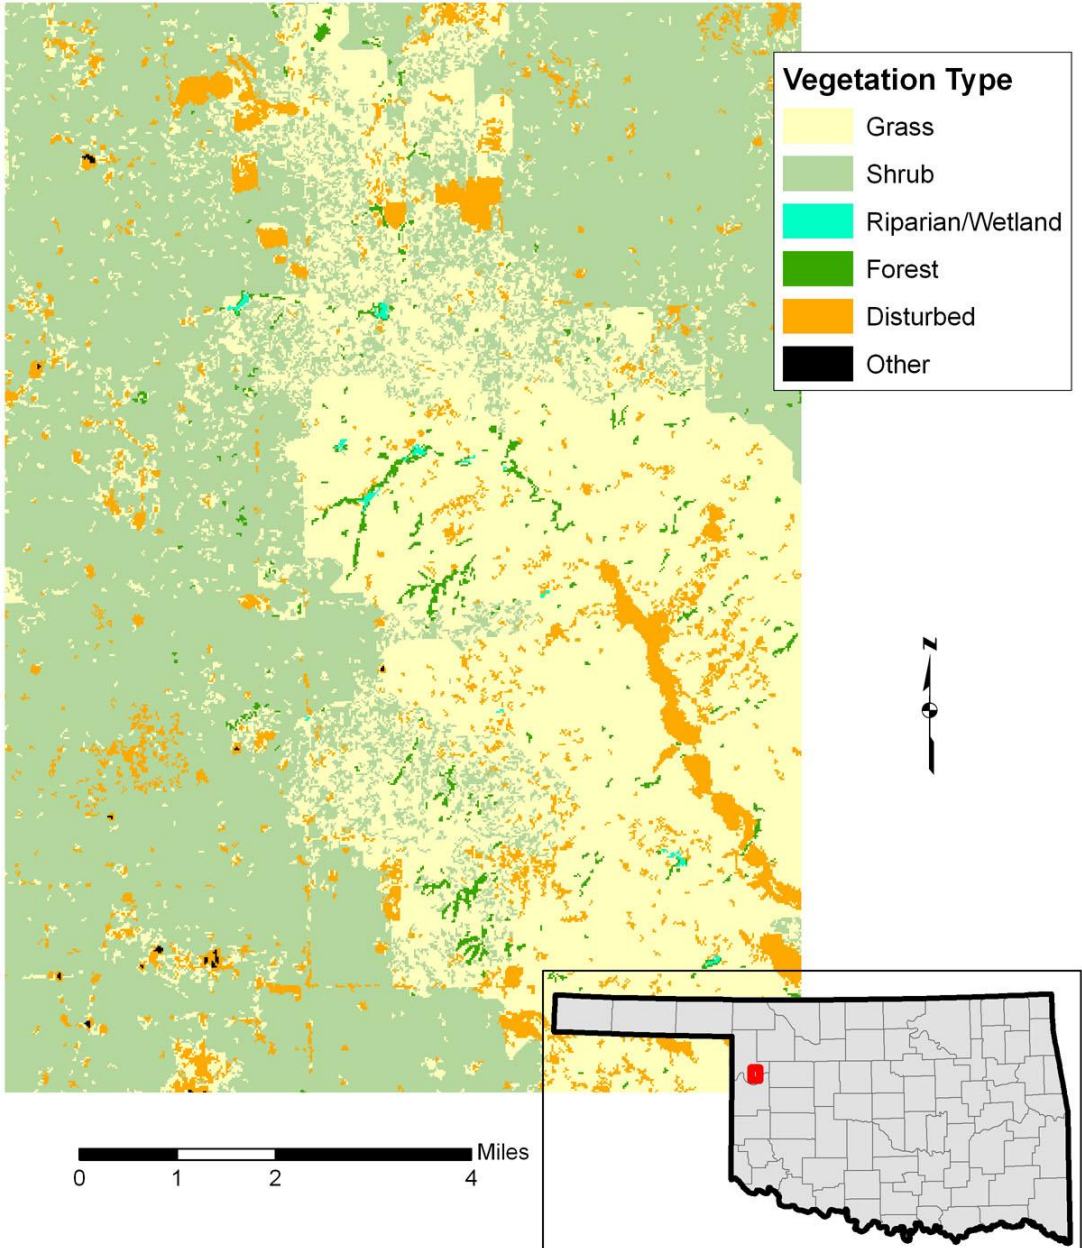 Vegetation Type
Grass
Shrub
Riparian/Wetland
Forest
Disturbed
Other
N
Miles
0 1 2 4